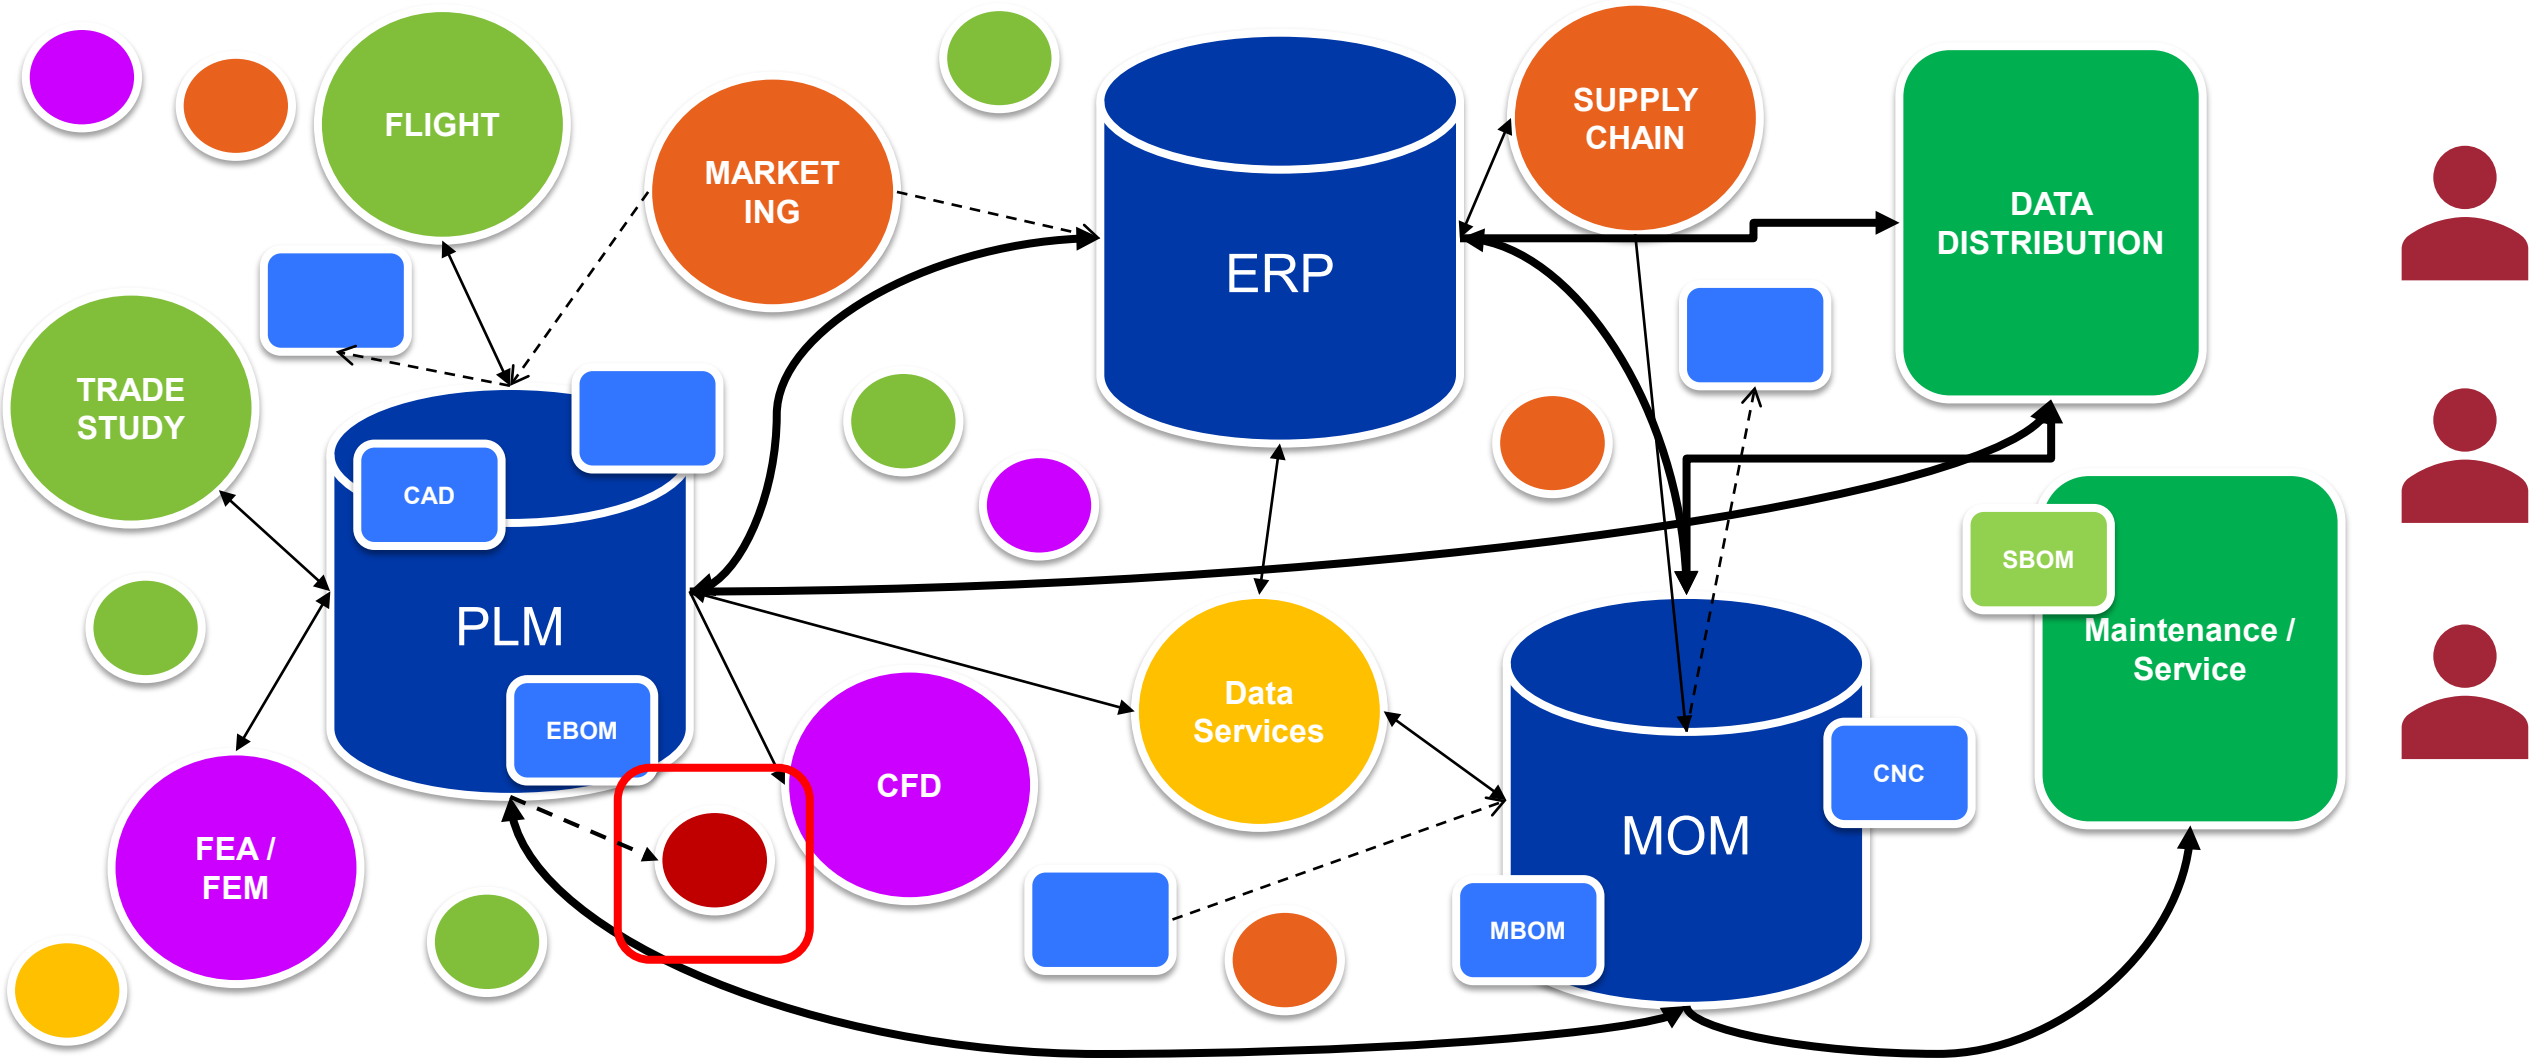 FLIGHT
MARKET
ING
SUPPLY
CHAIN
DATA
DISTRIBUTION
ERP
TRADE
STUDY
CAD
PLM
EBOM
SBOM
Maintenance /
Service
Data
Services
CFD
CNC
MOM
FEA /
FEM
MBOM